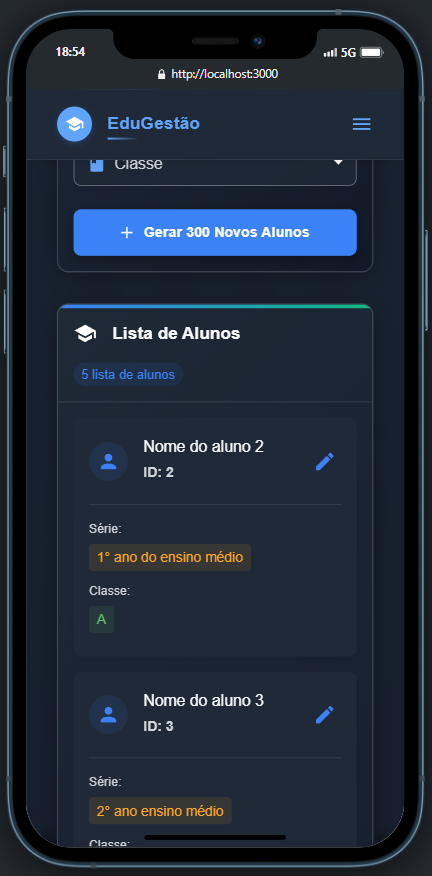 18:54
5G
http://localhost:3000
EduGestão
Classe
Gerar 300 Novos Alunos
Lista de Alunos
5 lista de alunos
Nome do aluno 2
ID: 2
Série:
1° ano do ensino médio
Classe:
A
Nome do aluno 3
ID: 3
Série:
2° ano ensino médio
Classe: